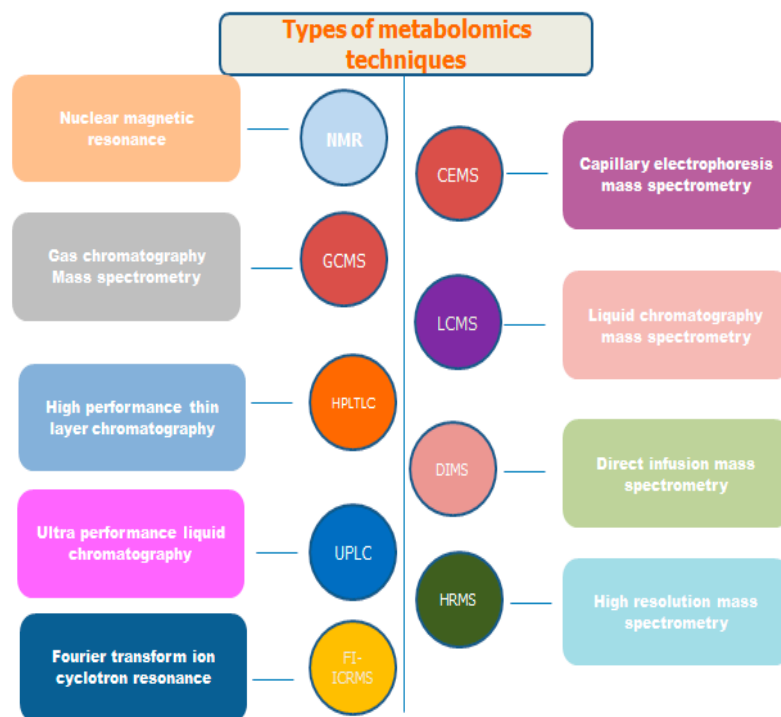 Types of metabolomics
techniques
Nuclear magnetic
resonance
NMR
Gas chromatography
Mass spectrometry
GCMS
High performance thin
layer chromatography
HPLTLC
Ultra performance liquid
chromatography
UPLC
Fourier transform ion
cyclotron resonance
FI-
ICRMS
CEMS
Capillary electrophoresis
mass spectrometry
LCMS
Liquid chromatography
mass spectrometry
DIMS
Direct infusion mass
spectrometry
HRMS
High resolution mass
spectrometry